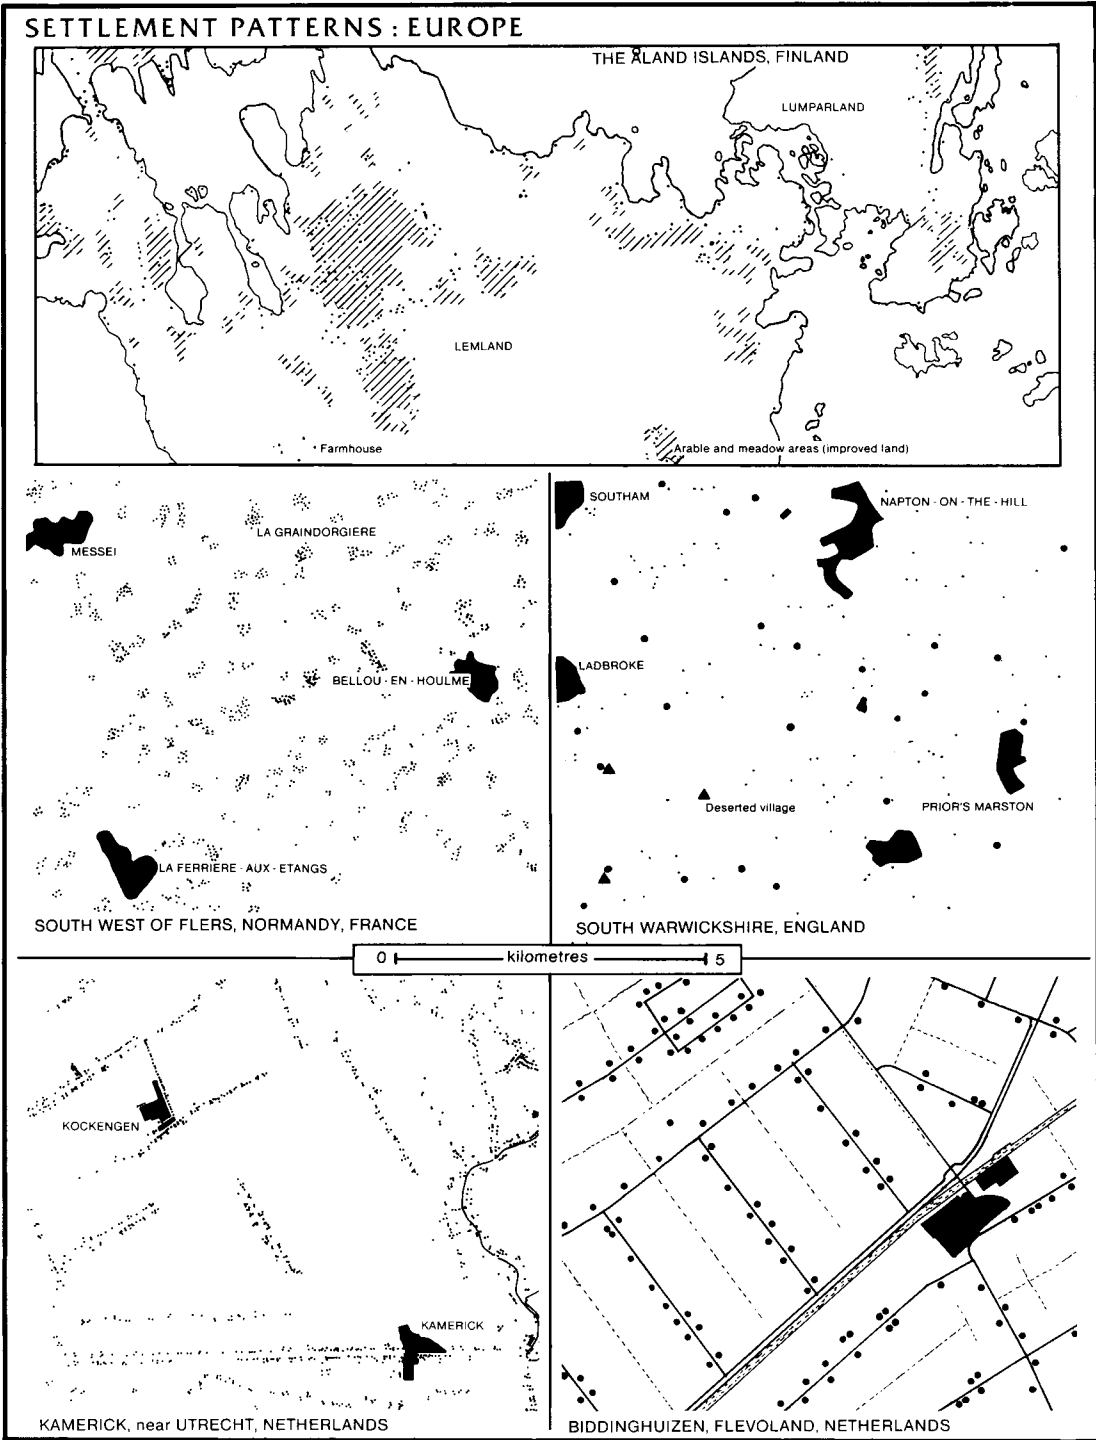 SETTLEMENT PATTERNS : EUROPE
THE ÅLAND ISLANDS, FINLAND
LUMPARLAND
LEMLAND
Farmhouse
Arable and meadow areas (improved land)
MESSEI
LA GRAINDORGIERE
BELLOU - EN - HOULME
LA FERRIERE - AUX - ETANGS
SOUTH WEST OF FLERS, NORMANDY, FRANCE
SOUTHAM
NAPTON - ON - THE - HILL
LADBROKE
Deserted village
PRIOR'S MARSTON
SOUTH WARWICKSHIRE, ENGLAND
0 kilometres 5
KOCKENGEN
KAMERICK
KAMERICK, near UTRECHT, NETHERLANDS
BIDDINGHUIZEN, FLEVOLAND, NETHERLANDS